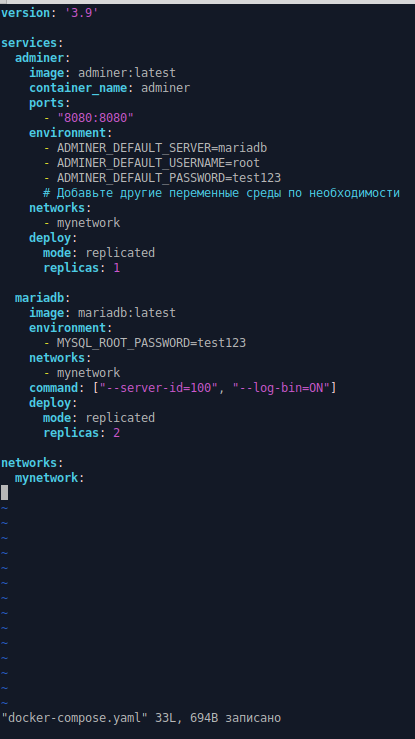 version: '3.9'

services:
  adminer:
    image: adminer:latest
    container_name: adminer
    ports:
      - "8080:8080"
    environment:
      - ADMINER_DEFAULT_SERVER=mariadb
      - ADMINER_DEFAULT_USERNAME=root
      - ADMINER_DEFAULT_PASSWORD=test123
      # Добавьте другие переменные среды по необходимости
    networks:
      - mynetwork
    deploy:
      mode: replicated
      replicas: 1

  mariadb:
    image: mariadb:latest
    environment:
      - MYSQL_ROOT_PASSWORD=test123
    networks:
      - mynetwork
    command: ["--server-id=100", "--log-bin=ON"]
    deploy:
      mode: replicated
      replicas: 2

networks:
  mynetwork:

~
~
~
~
~
~
~
~
~
~
~
~
~
~
"docker-compose.yaml" 33L, 694B записано